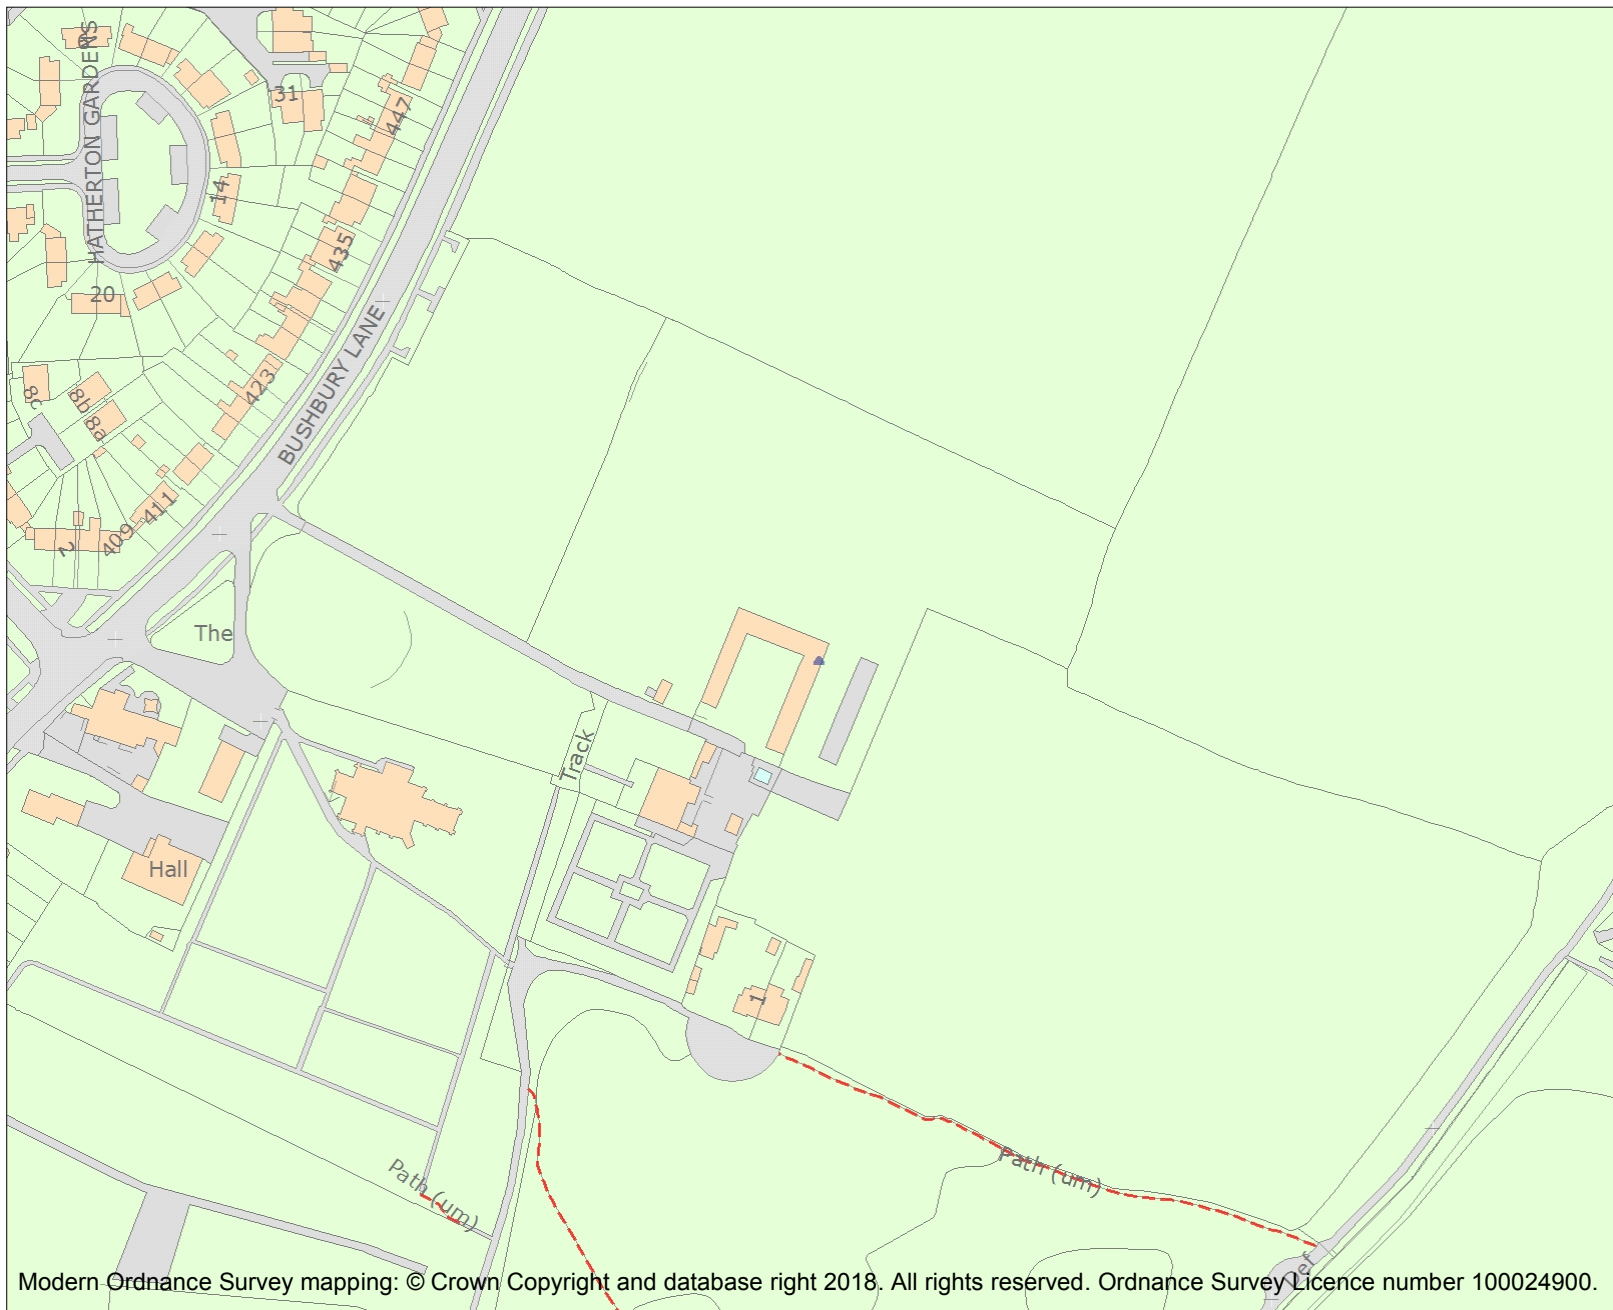 HATHERTON GARDENS
31
447
14
435
20
BUSHBURY LANE
8c
8b
8a
423
411
409
2
The
Track
Hall
1
Path (um)
Path (um)
Def
Modern Ordnance Survey mapping: © Crown Copyright and database right 2018. All rights reserved. Ordnance Survey Licence number 100024900.